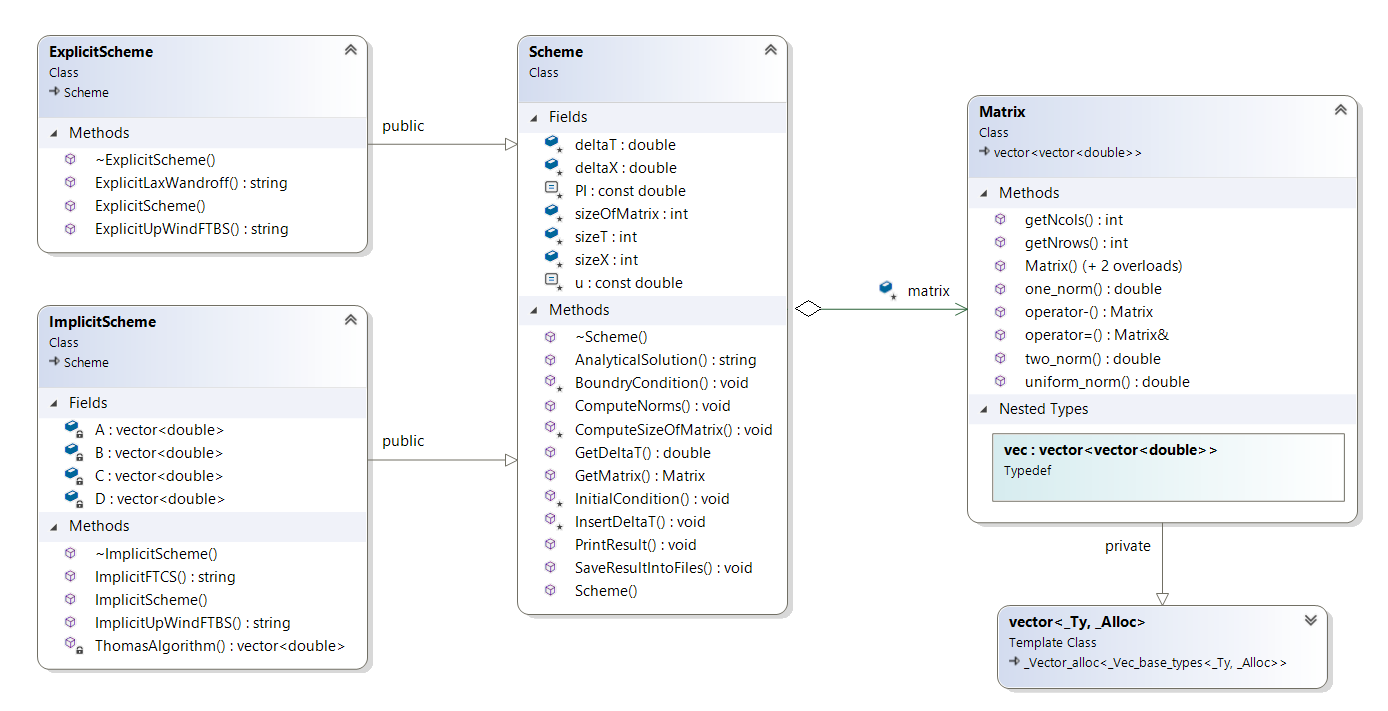 ExplicitScheme
Class
Scheme
Methods
~ExplicitScheme()
ExplicitLaxWandroff() : string
ExplicitScheme()
ExplicitUpWindFTBS() : string
public
ImplicitScheme
Class
Scheme
Fields
A : vector<double>
B : vector<double>
C : vector<double>
D : vector<double>
Methods
~ImplicitScheme()
ImplicitFTCS() : string
ImplicitScheme()
ImplicitUpWindFTBS() : string
ThomasAlgorithm() : vector<double>
public
Scheme
Class
Fields
deltaT : double
deltaX : double
PI : const double
sizeOfMatrix : int
sizeT : int
sizeX : int
u : const double
Methods
~Scheme()
AnalyticalSolution() : string
BoundryCondition() : void
ComputeNorms() : void
ComputeSizeOfMatrix() : void
GetDeltaT() : double
GetMatrix() : Matrix
InitialCondition() : void
InsertDeltaT() : void
PrintResult() : void
SaveResultIntoFiles() : void
Scheme()
matrix
Matrix
Class
vector<vector<double>>
Methods
getNcols() : int
getNrows() : int
Matrix() (+ 2 overloads)
one_norm() : double
operator-() : Matrix
operator=() : Matrix&
two_norm() : double
uniform_norm() : double
Nested Types
vec : vector<vector<double>>
Typedef
private
vector<_Ty, _Alloc>
Template Class
_Vector_alloc<_Vec_base_types<_Ty, _Alloc>>